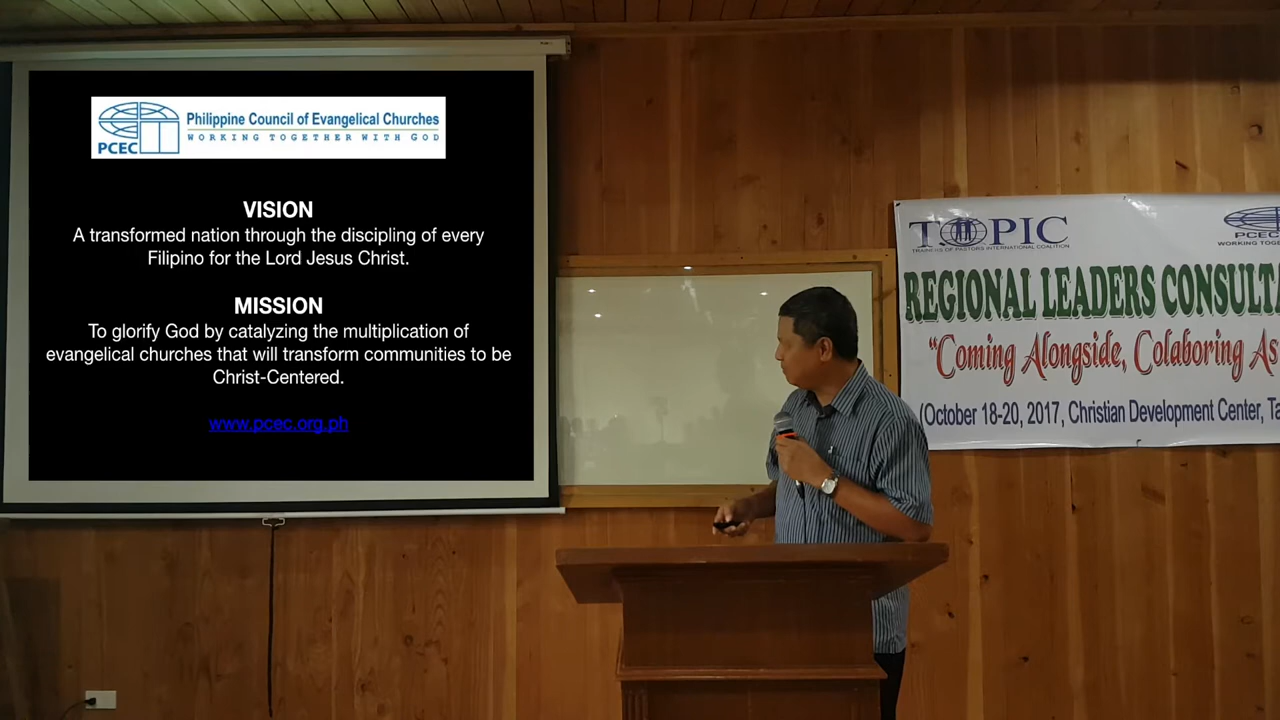 Philippine Council of Evangelical Churches
WORKING TOGETHER WITH GOD
PCEC
VISION
A transformed nation through the discipling of every
Filipino for the Lord Jesus Christ.
MISSION
To glorify God by catalyzing the multiplication of
evangelical churches that will transform communities to be
Christ-Centered.
www.pcec.org.ph
TOPIC
TRAINERS OF PASTORS INTERNATIONAL COALITION
PCEC
WORKING
REGIONAL LEADERS
"Coming Alongside, Colaboring As
(October 18-20, 2017, Christian Development Center,